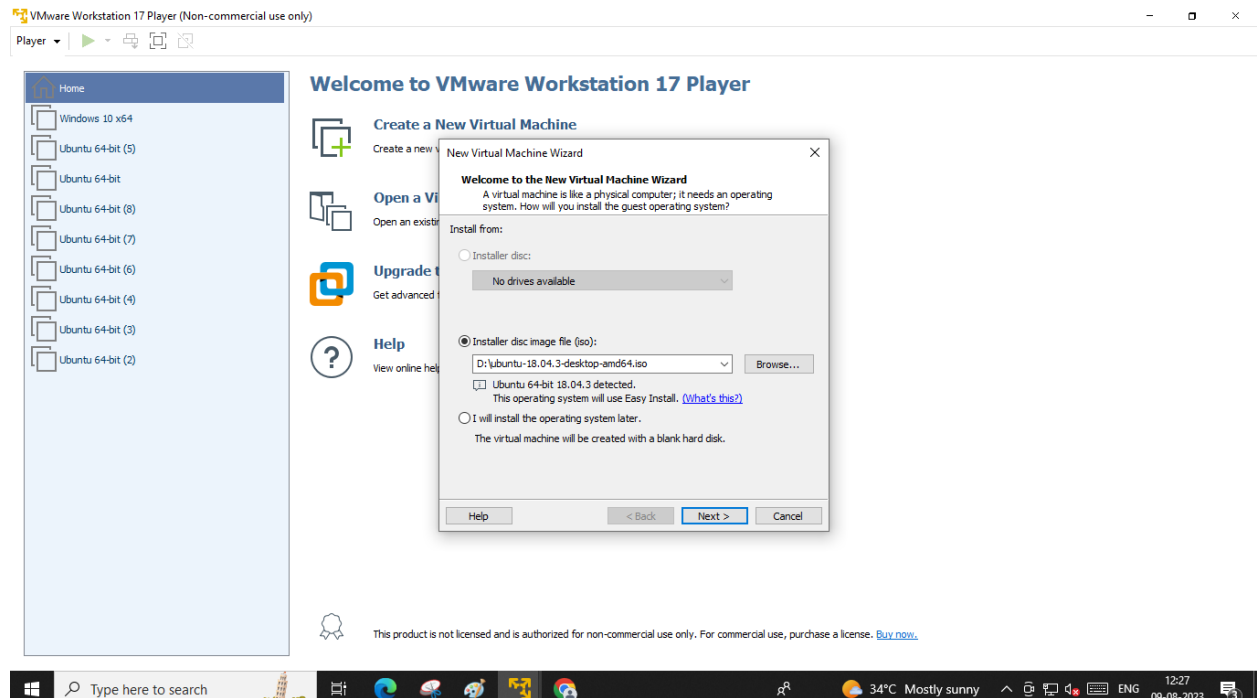 VMware Workstation 17 Player (Non-commercial use only)
Player
Home
Windows 10 x64
Ubuntu 64-bit (5)
Ubuntu 64-bit
Ubuntu 64-bit (8)
Ubuntu 64-bit (7)
Ubuntu 64-bit (6)
Ubuntu 64-bit (4)
Ubuntu 64-bit (3)
Ubuntu 64-bit (2)
Welcome to VMware Workstation 17 Player
Create a New Virtual Machine
Create a new
Open a Vi
Open an existin
Upgrade t
Get advanced
Help
View online help
New Virtual Machine Wizard
Welcome to the New Virtual Machine Wizard
A virtual machine is like a physical computer; it needs an operating
system. How will you install the guest operating system?
Install from:
Installer disc:
No drives available
Installer disc image file (iso):
D:\ubuntu-18.04.3-desktop-amd64.iso
Browse...
Ubuntu 64-bit 18.04.3 detected.
This operating system will use Easy Install. (What's this?)
I will install the operating system later.
The virtual machine will be created with a blank hard disk.
Help
< Back
Next >
Cancel
This product is not licensed and is authorized for non-commercial use only. For commercial use, purchase a license. Buy now.
Type here to search
34°C Mostly sunny
ENG
12:27
09-08-2023
3